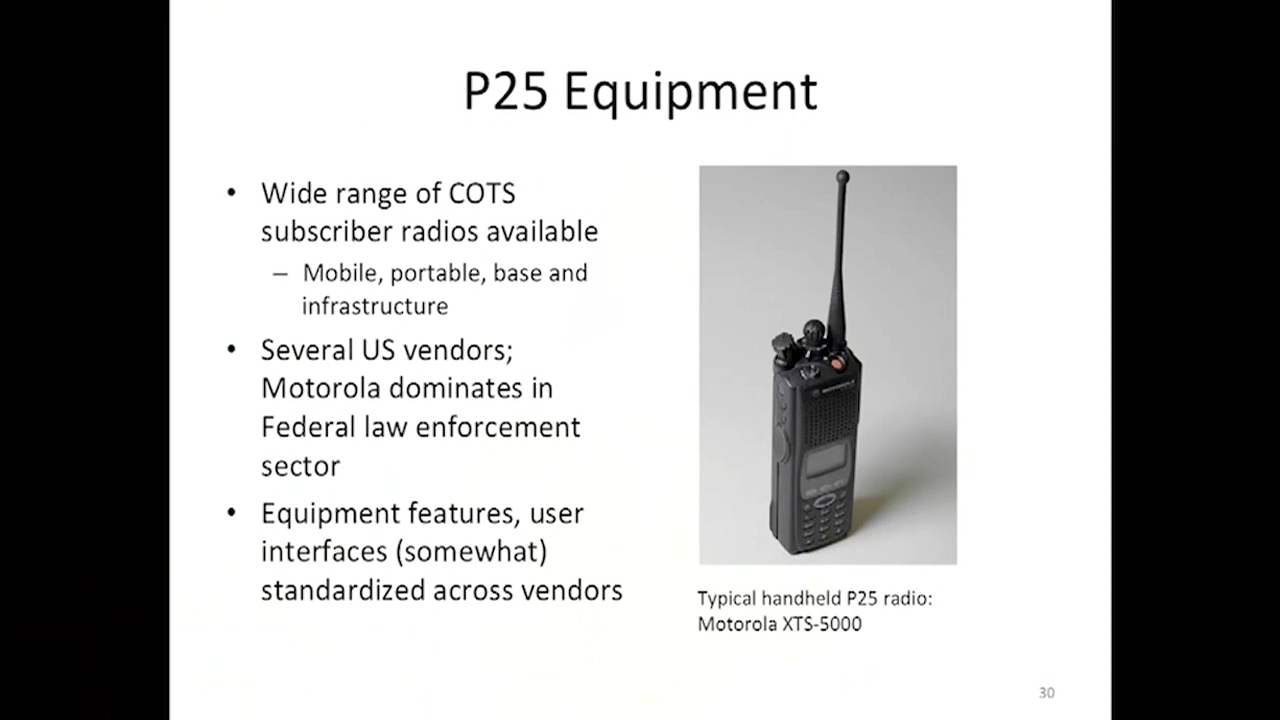 P25 Equipment
• Wide range of COTS
subscriber radios available
– Mobile, portable, base and
infrastructure
• Several US vendors;
Motorola dominates in
Federal law enforcement
sector
• Equipment features, user
interfaces (somewhat)
standardized across vendors
MOTOROLA
Typical handheld P25 radio:
Motorola XTS-5000
30